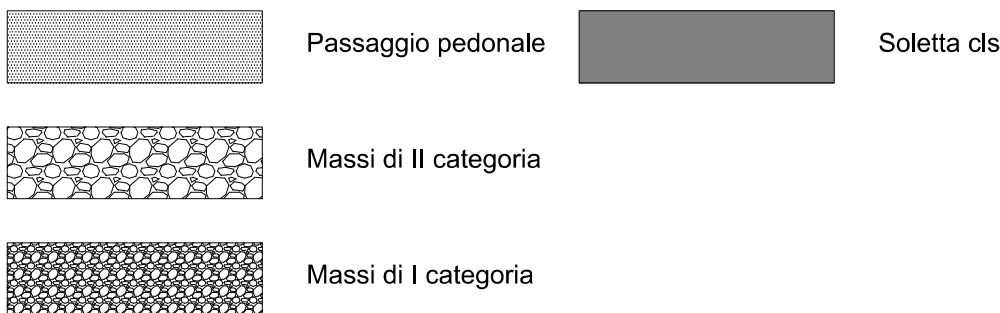 Passaggio pedonale
Soletta cls
Massi di II categoria
Massi di I categoria